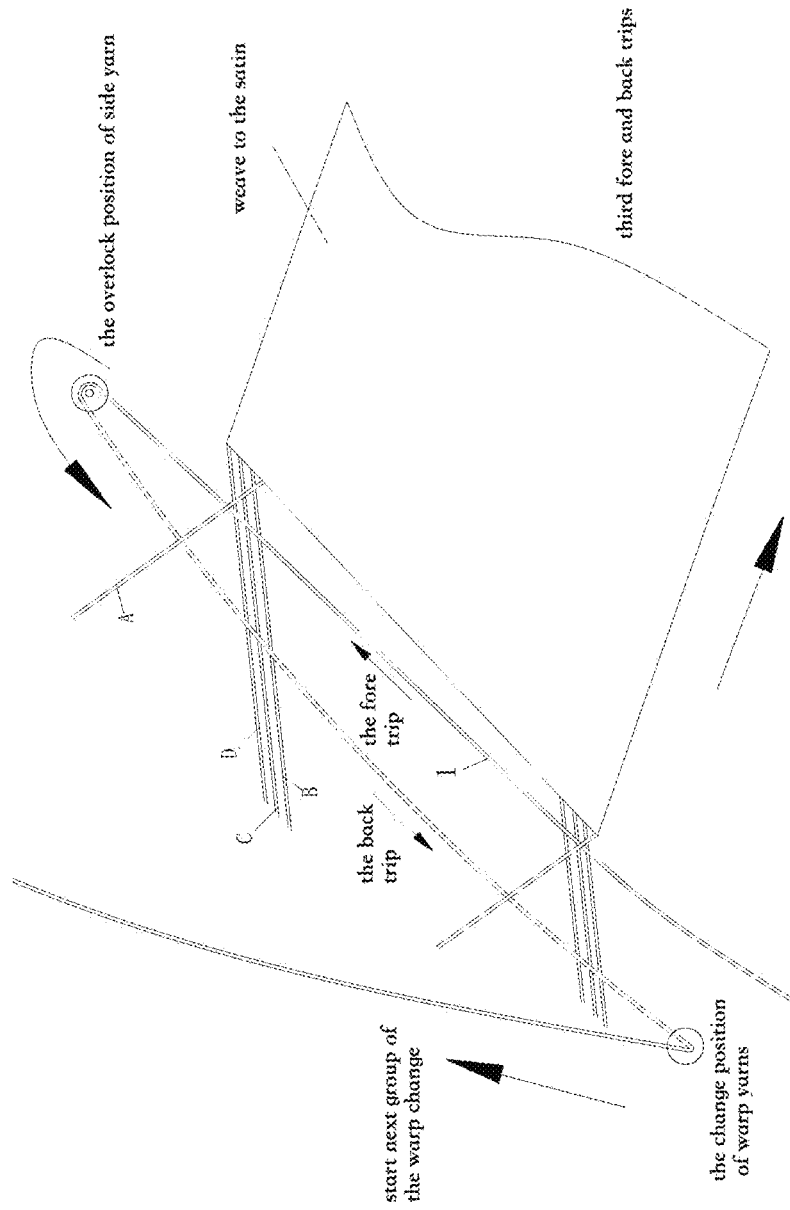 the overlock position of side yarn
weave to the satin
third fore and back trips
A
D
C
B
the fore
trip
1
the back
trip
start next group of
the warp change
the change position
of warp yarns